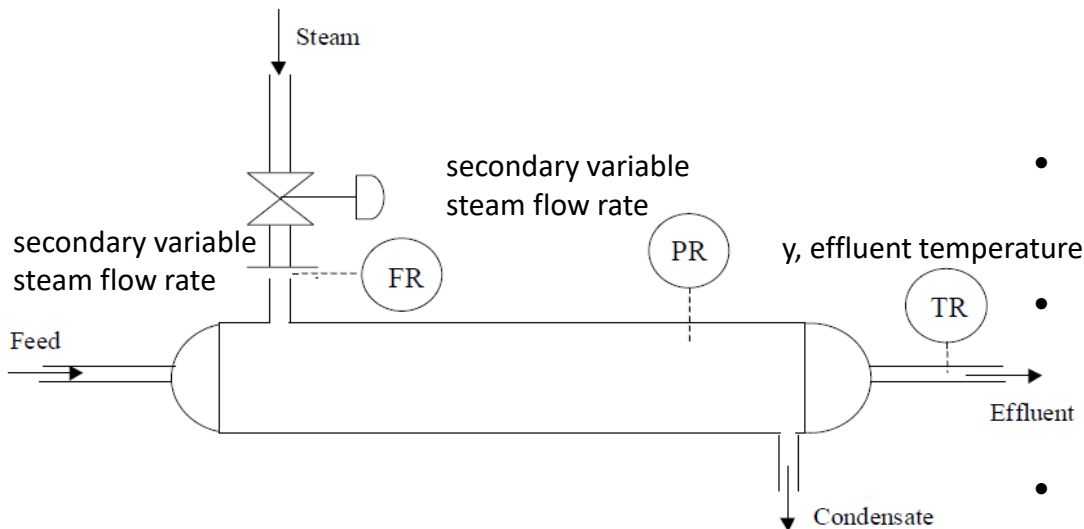 Steam
secondary variable
steam flow rate
secondary variable
steam flow rate
FR
PR
y, effluent temperature
TR
Feed
Effluent
Condensate
•
•
•